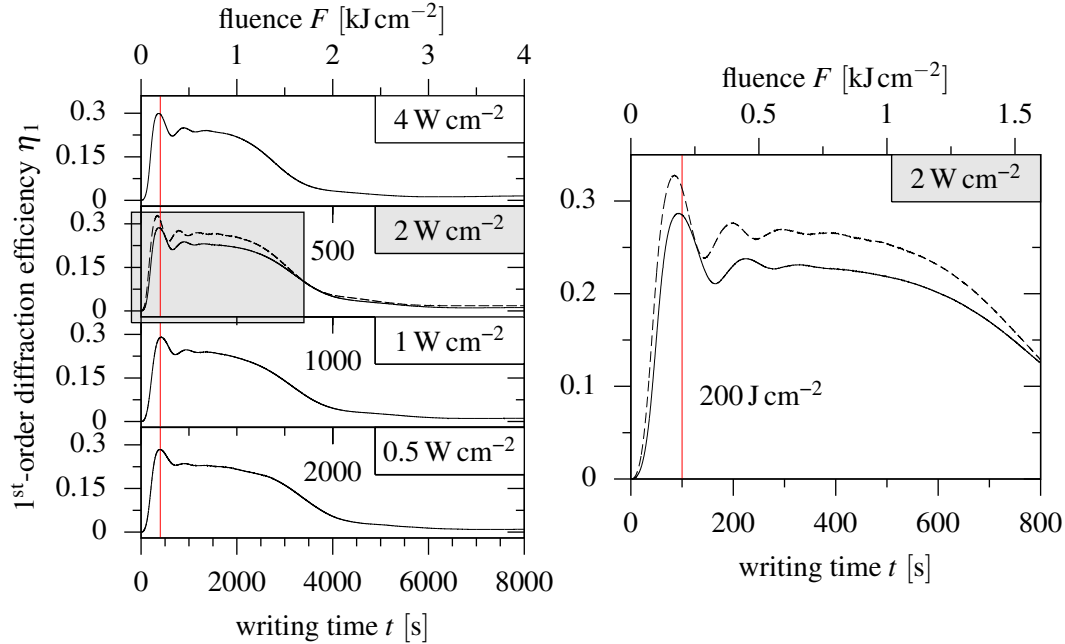 fluence F [kJ cm⁻²]
0 1 2 3 4
1ˢᵗ-order diffraction efficiency η₁
0.3
0.15
0
4 W cm⁻²
0.3
0.15
0
2 W cm⁻²
500
0.3
0.15
0
1 W cm⁻²
1000
0.3
0.15
0
0.5 W cm⁻²
2000
0 2000 4000 6000 8000
writing time t [s]
fluence F [kJ cm⁻²]
0 0.5 1 1.5
0.3
0.2
0.1
0
2 W cm⁻²
200 J cm⁻²
0 200 400 600 800
writing time t [s]